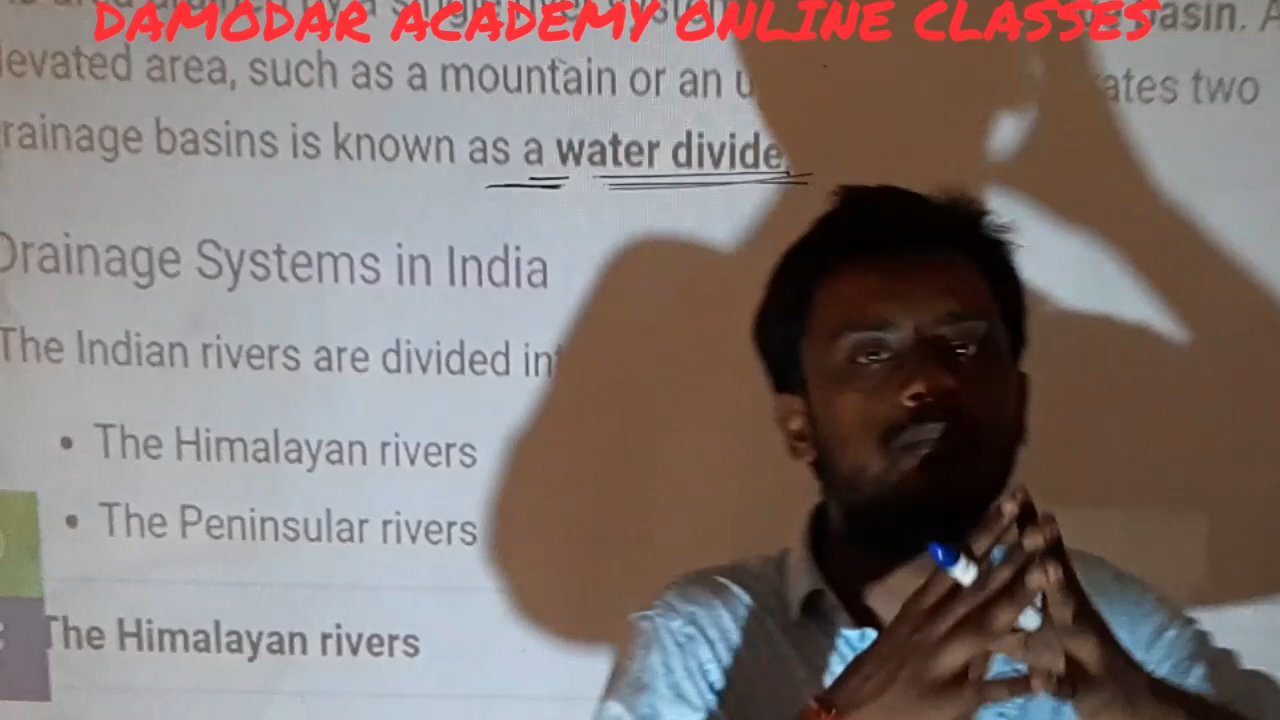 DAMODAR ACADEMY ONLINE CLASSES
asin. A
levated area, such as a mountain or an u ates two
rainage basins is known as a water divide.
Drainage Systems in India
The Indian rivers are divided int
• The Himalayan rivers
• The Peninsular rivers
The Himalayan rivers